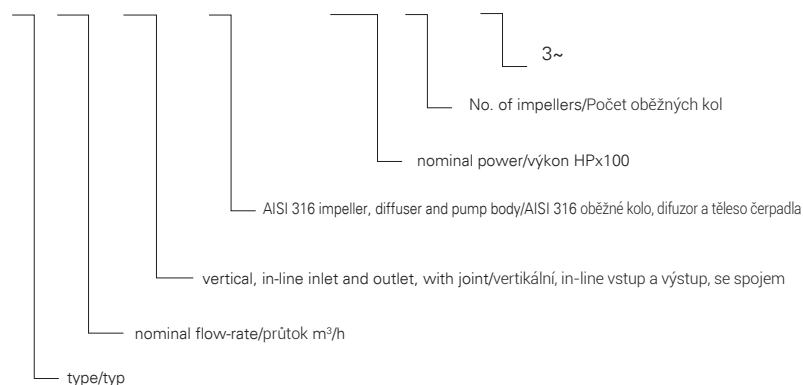 3~
No. of impellers/Počet oběžných kol
nominal power/výkon HPx100
AISI 316 impeller, diffuser and pump body/AISI 316 oběžné kolo, difuzor a těleso čerpadla
vertical, in-line inlet and outlet, with joint/vertikální, in-line vstup a výstup, se spojem
nominal flow-rate/průtok m³/h
type/typ